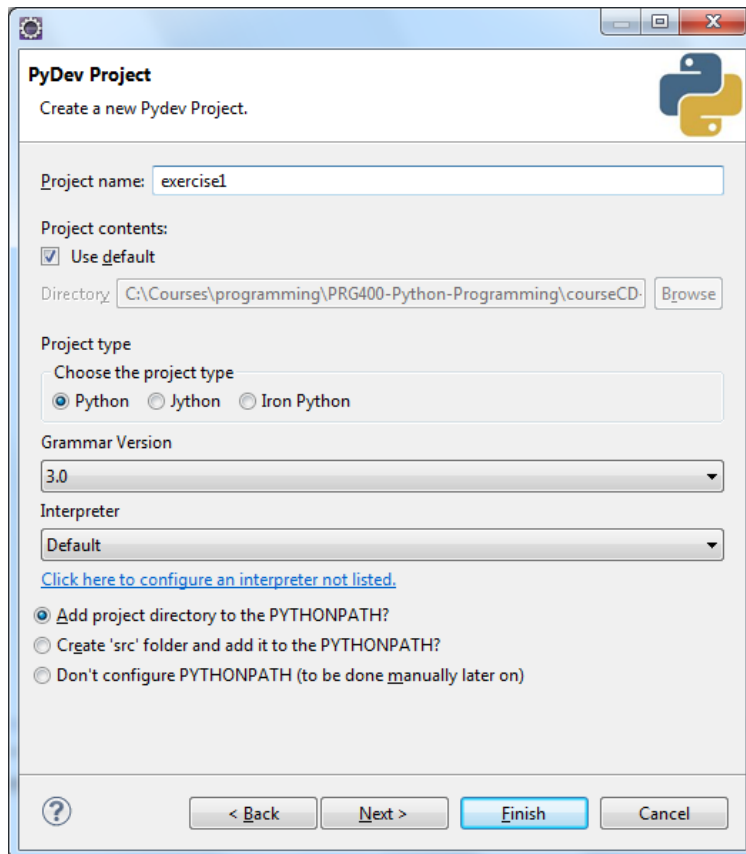 PyDev Project
Create a new Pydev Project.
Project name: exercise1
Project contents:
Use default
Directory C:\Courses\programming\PRG400-Python-Programming\courseCD- Browse
Project type
Choose the project type
Python Jython Iron Python
Grammar Version
3.0
Interpreter
Default
Click here to configure an interpreter not listed.
Add project directory to the PYTHONPATH?
Create 'src' folder and add it to the PYTHONPATH?
Don't configure PYTHONPATH (to be done manually later on)
? < Back Next > Finish Cancel